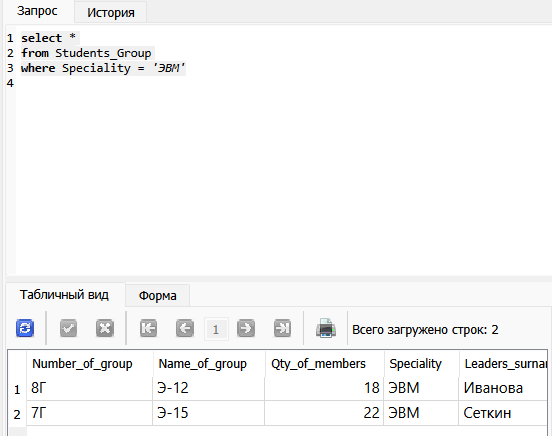 Запрос История
1 select *
2 from Students_Group
3 where Speciality = 'ЭВМ'
4
Табличный вид Форма
1 Всего загружено строк: 2
Number_of_group Name_of_group Qty_of_members Speciality Leaders_surna
1 8Г Э-12 18 ЭВМ Иванова
2 7Г Э-15 22 ЭВМ Сеткин